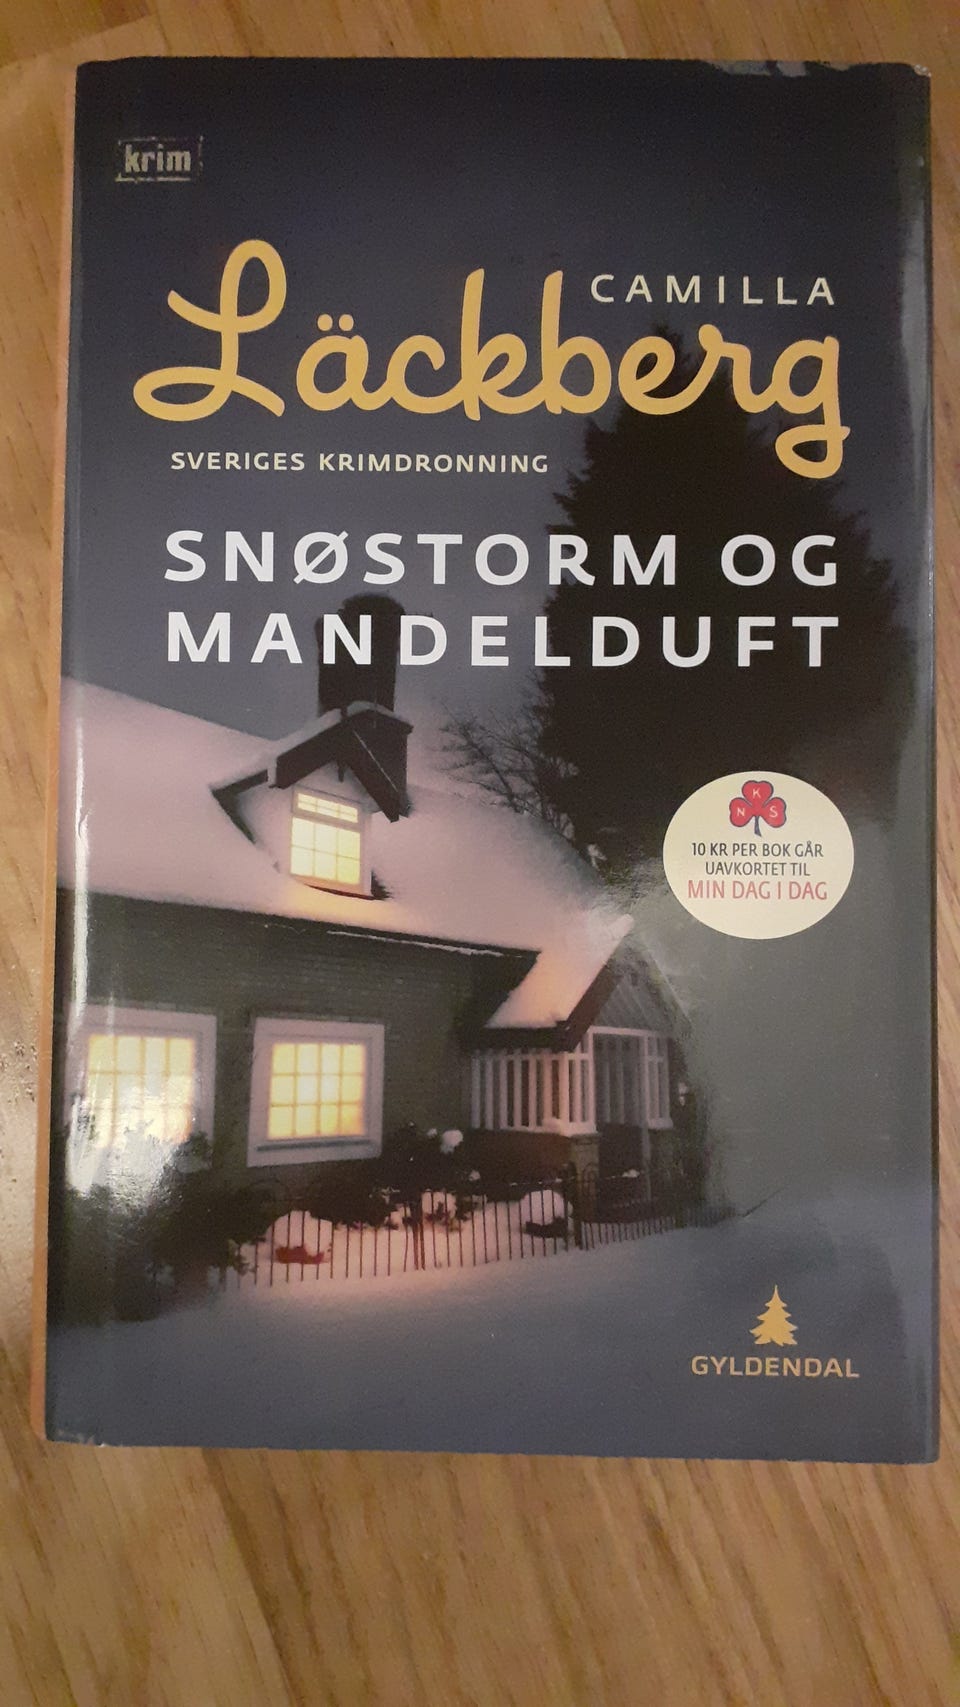 krim
CAMILLA
Läckberg
SVERIGES KRIMDRONNING
SNØSTORM OG
MANDELDUFT
K
N S
10 KR PER BOK GÅR
UAVKORTET TIL
MIN DAG I DAG
GYLDENDAL